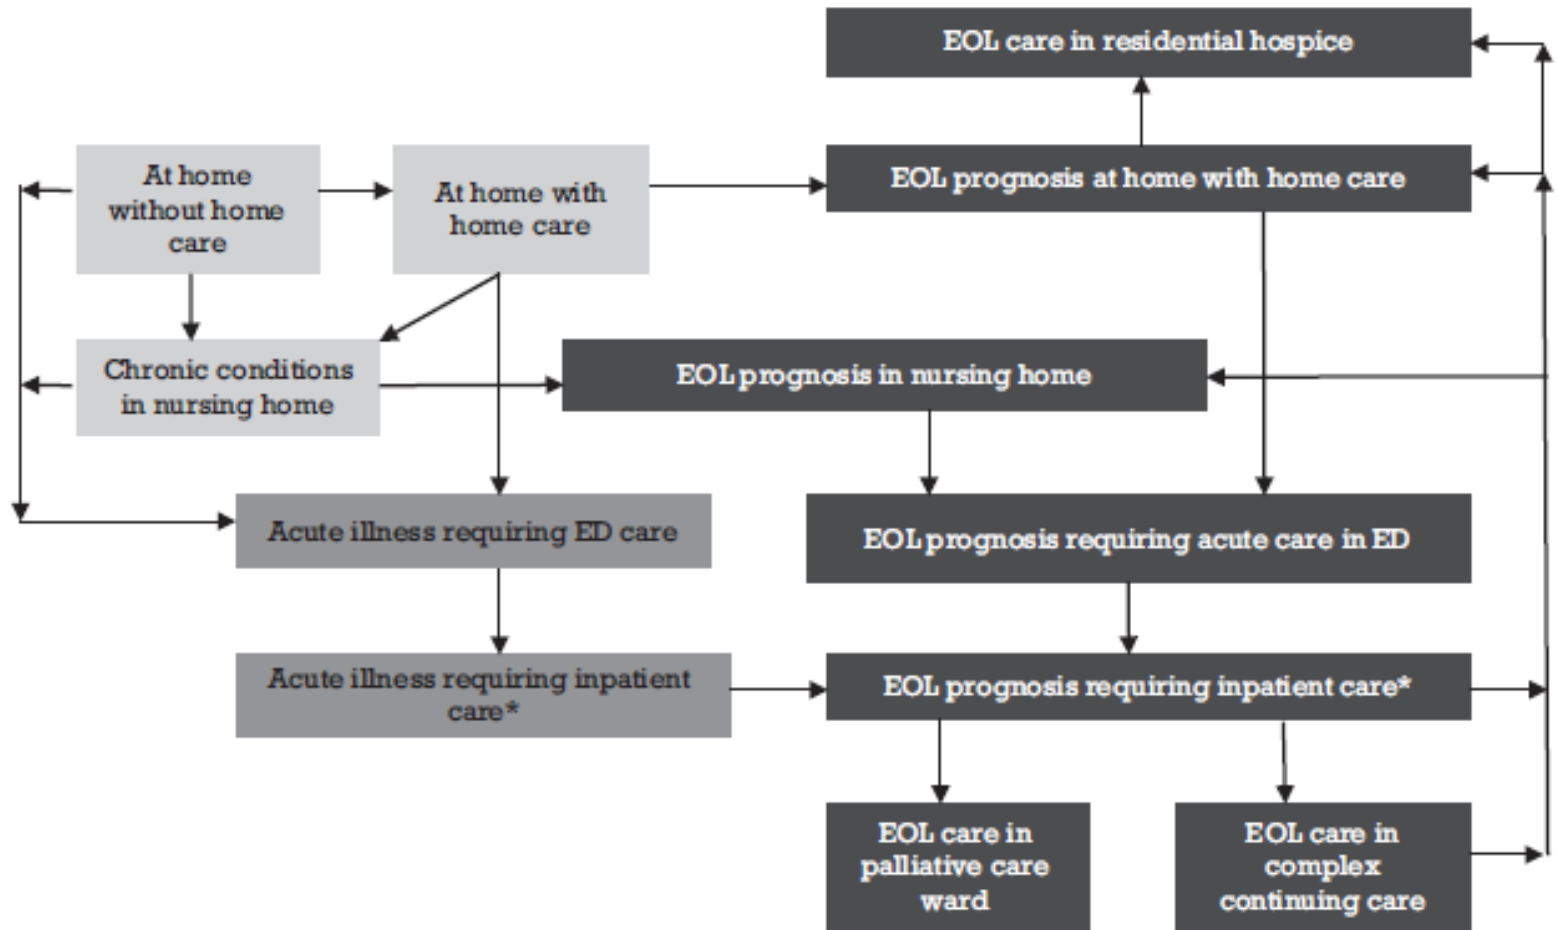 EOL care in residential hospice
At home
without home
care
At home with
home care
EOL prognosis at home with home care
Chronic conditions
in nursing home
EOL prognosis in nursing home
Acute illness requiring ED care
EOL prognosis requiring acute care in ED
Acute illness requiring inpatient
care*
EOL prognosis requiring inpatient care*
EOL care in
palliative care
ward
EOL care in
complex
continuing care